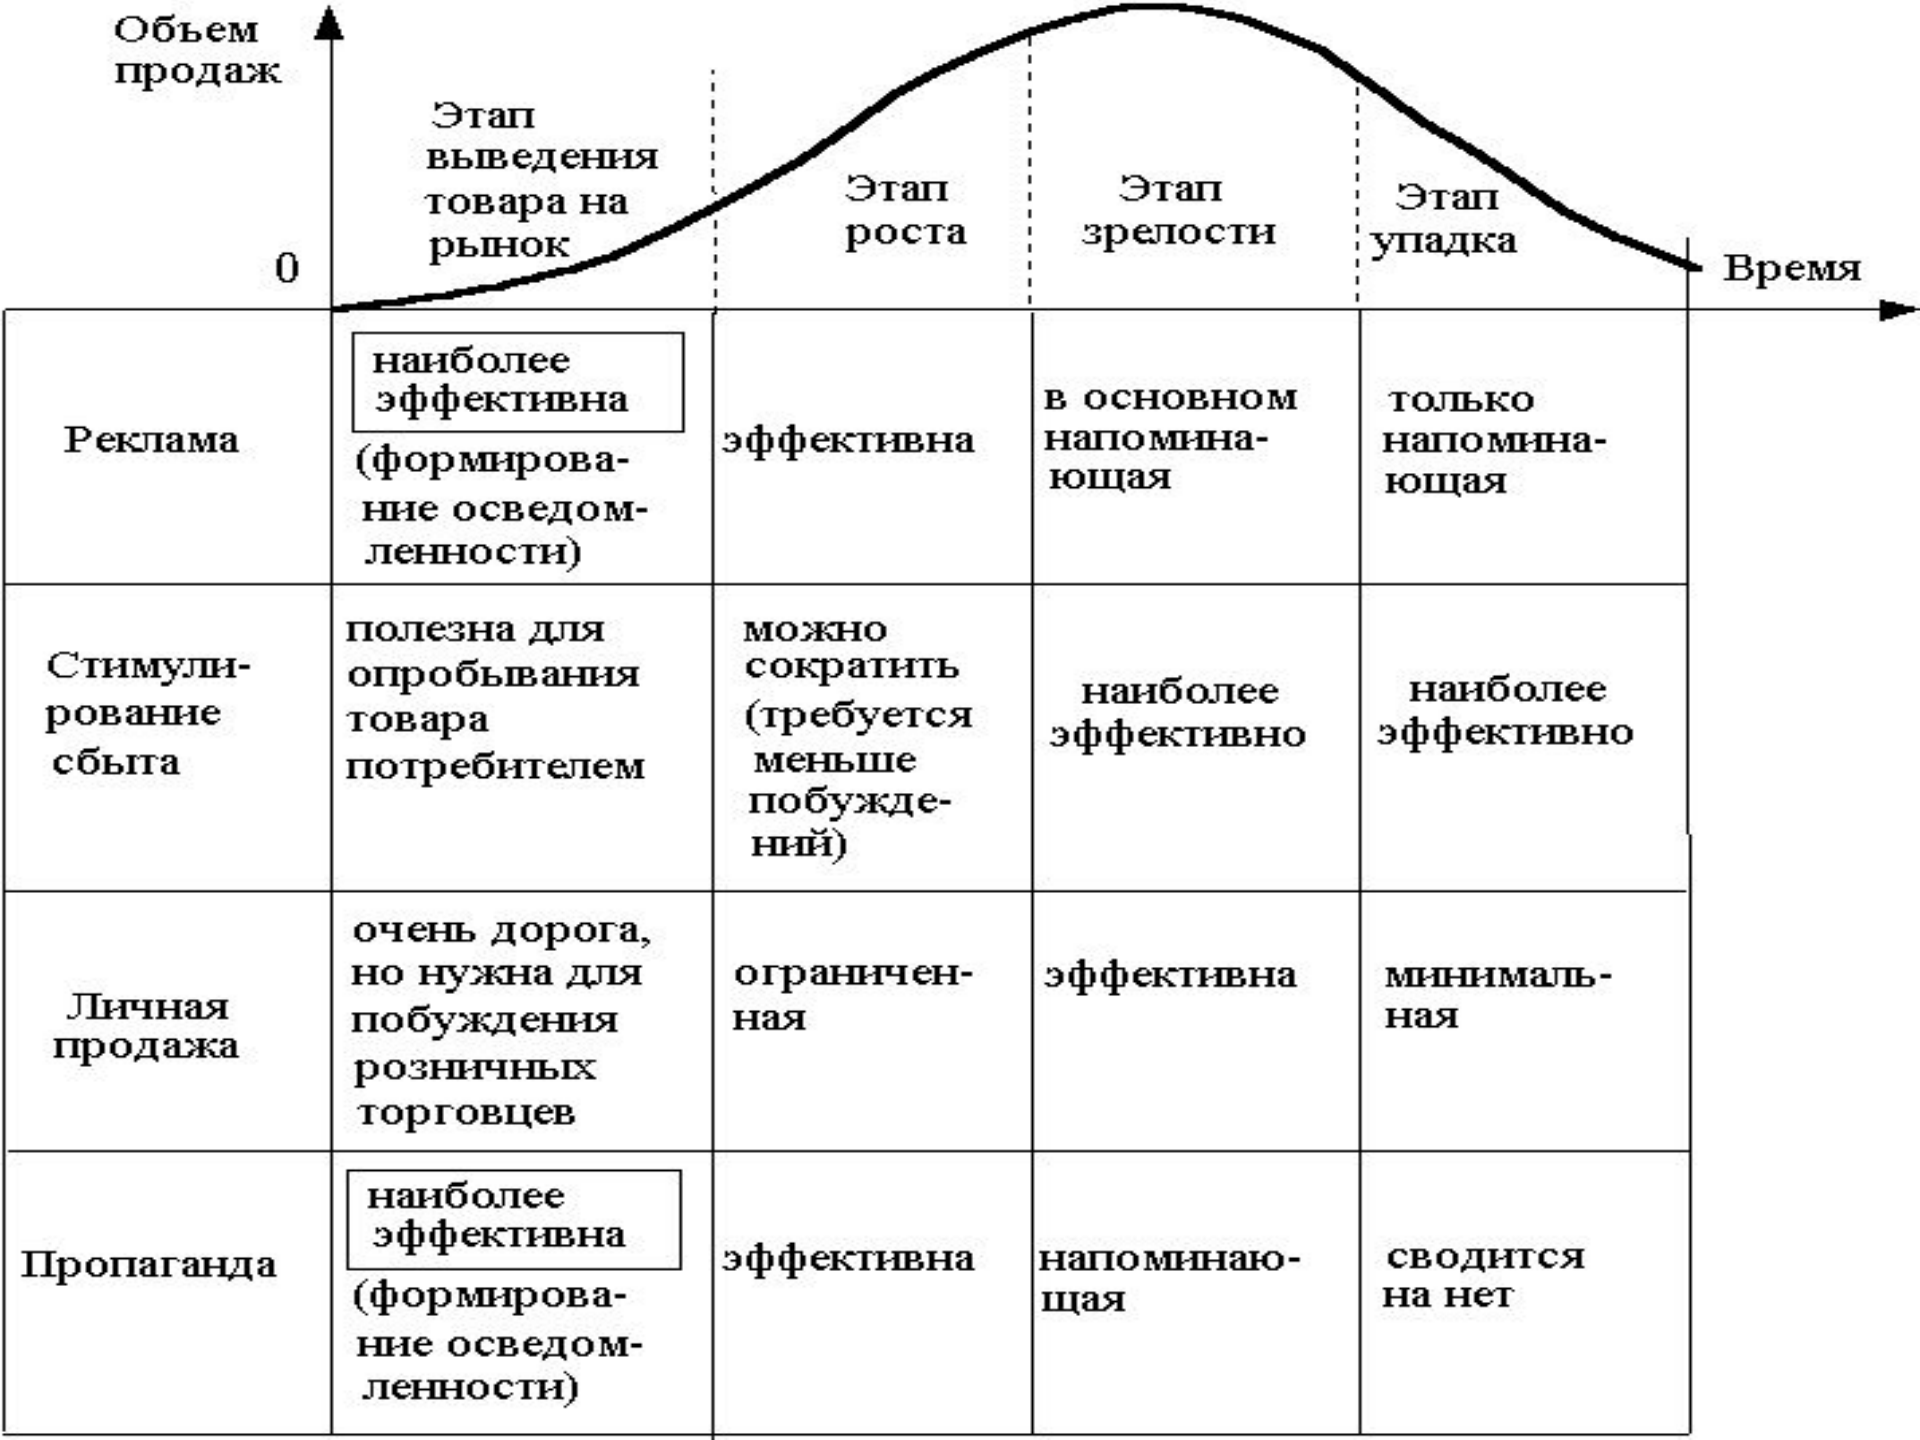 Объем
продаж
Этап
выведения
товара на
рынок
Этап
роста
Этап
зрелости
Этап
упадка
0
Время
Реклама
наиболее
эффективна
(формирова-
ние осведом-
ленности)
эффективна
в основном
напомина-
ющая
только
напомина-
ющая
Стимули-
рование
сбыта
полезна для
опробывания
товара
потребителем
можно
сократить
(требуется
меньше
побужде-
ний)
наиболее
эффективно
наиболее
эффективно
Личная
продажа
очень дорога,
но нужна для
побуждения
розничных
торговцев
ограничен-
ная
эффективна
минималь-
ная
Пропаганда
наиболее
эффективна
(формирова-
ние осведом-
ленности)
эффективна
напоминаю-
щая
сводится
на нет